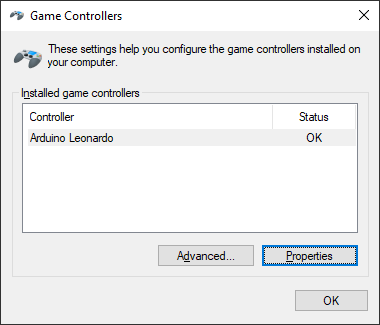 Game Controllers
These settings help you configure the game controllers installed on
your computer.
Installed game controllers
Controller Status
Arduino Leonardo OK
Advanced... Properties
OK